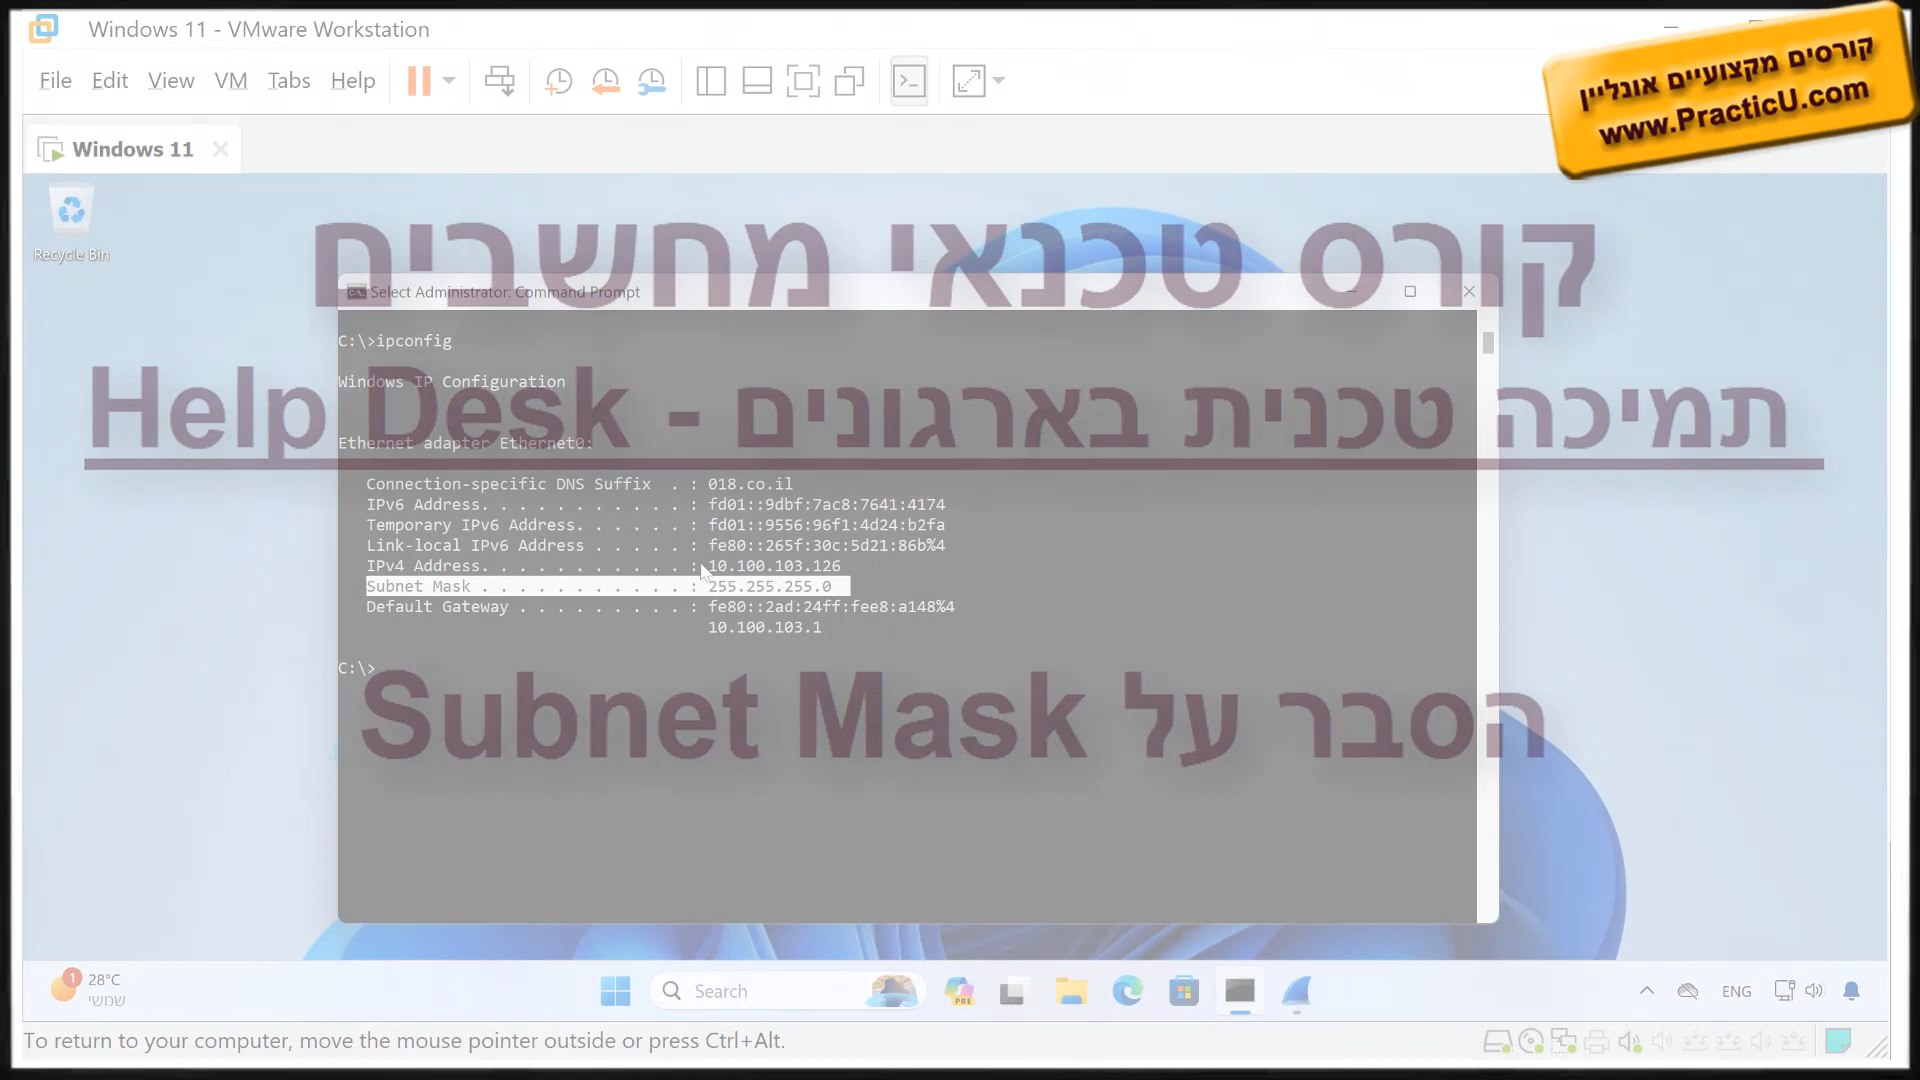 Windows 11 - VMware Workstation
File Edit View VM Tabs Help
קורסים מקצועיים אונליין
www.PracticU.com
Windows 11
Recycle Bin
קורס טכנאי מחשבים
Select Administrator: Command Prompt
C:\>ipconfig
Windows IP Configuration
תמיכה טכנית בארגונים - Help Desk
Ethernet adapter Ethernet0:
Connection-specific DNS Suffix . : 018.co.il
IPv6 Address. . . . . . . . . . . : fd01::9dbf:7ac8:7641:4174
Temporary IPv6 Address. . . . . . : fd01::9556:96f1:4d24:b2fa
Link-local IPv6 Address . . . . . : fe80::265f:30c:5d21:86b%4
IPv4 Address. . . . . . . . . . . : 10.100.103.126
Subnet Mask . . . . . . . . . . . : 255.255.255.0
Default Gateway . . . . . . . . . : fe80::2ad:24ff:fee8:a148%4
10.100.103.1
C:\>
הסבר על Subnet Mask
1
28°C
שמשי
Search
PRE
ENG
To return to your computer, move the mouse pointer outside or press Ctrl+Alt.